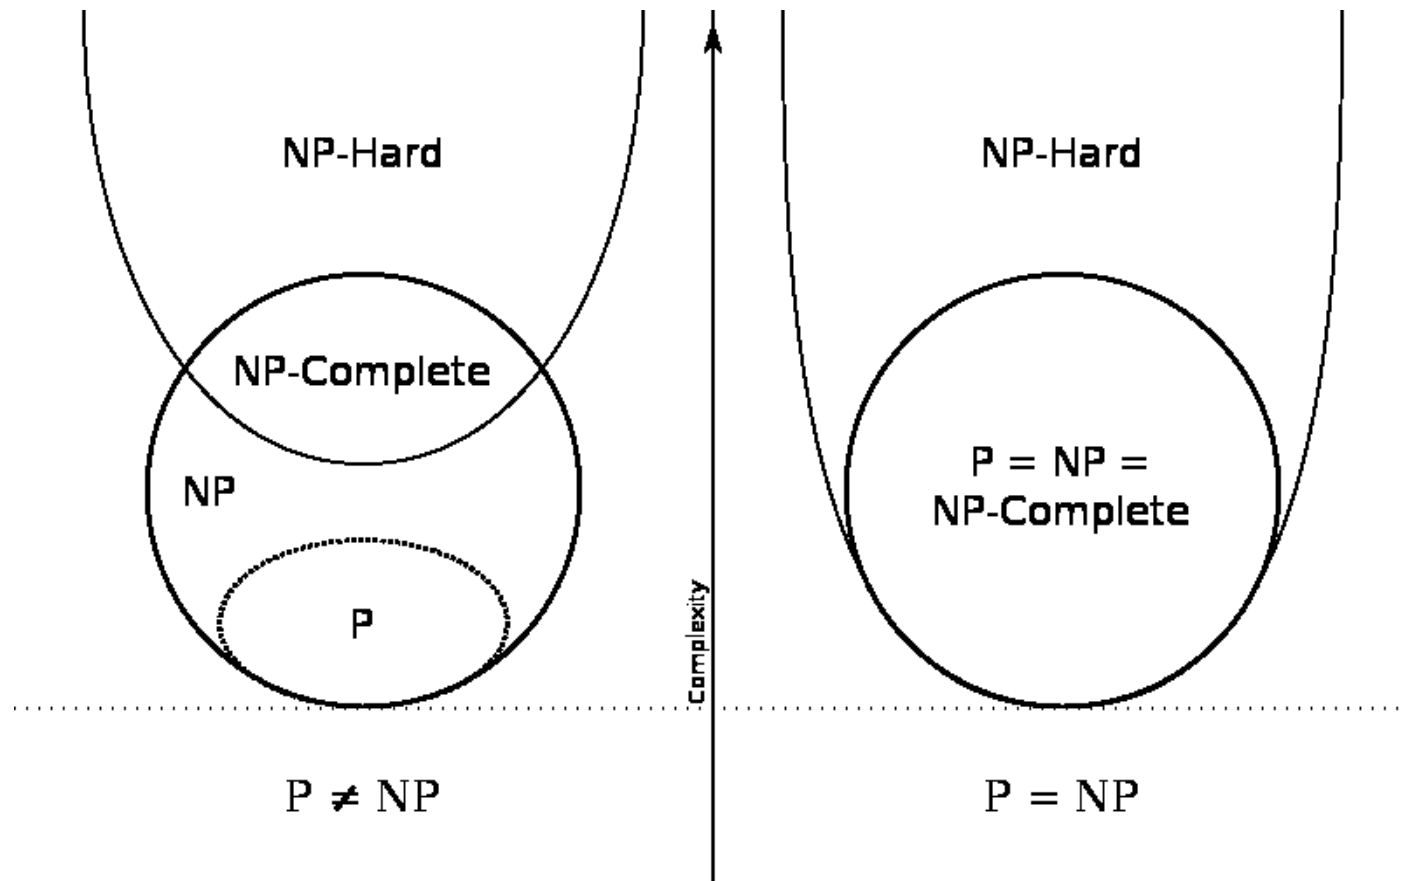 NP-Hard
NP-Complete
NP
P
P ≠ NP
Complexity
NP-Hard
P = NP =
NP-Complete
P = NP